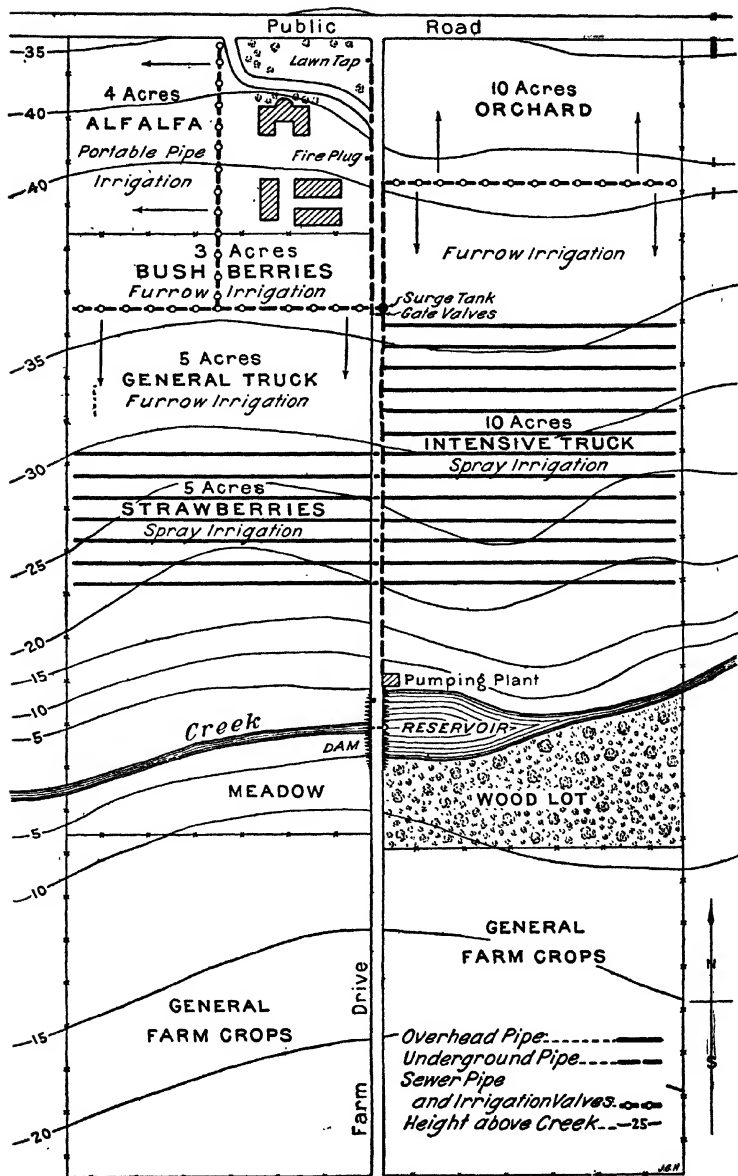 Public Road
Lawn Tap
-35
4 Acres
ALFALFA
Portable Pipe
Irrigation
-40
10 Acres
ORCHARD
Fire Plug
-40
Furrow Irrigation
3 Acres
BUSH BERRIES
Furrow Irrigation
Surge Tank
Gate Valves
-35
5 Acres
GENERAL TRUCK
Furrow Irrigation
10 Acres
INTENSIVE TRUCK
Spray Irrigation
-30
5 Acres
STRAWBERRIES
Spray Irrigation
-25
-20
-15
-10
-5
Pumping Plant
Creek
RESERVOIR
DAM
MEADOW
WOOD LOT
-5
-10
GENERAL
FARM CROPS
GENERAL
FARM CROPS
-15
-20
Farm Drive
N
S
Overhead Pipe
Underground Pipe
Sewer Pipe
and Irrigation Valves
Height above Creek -25-
J.G.H